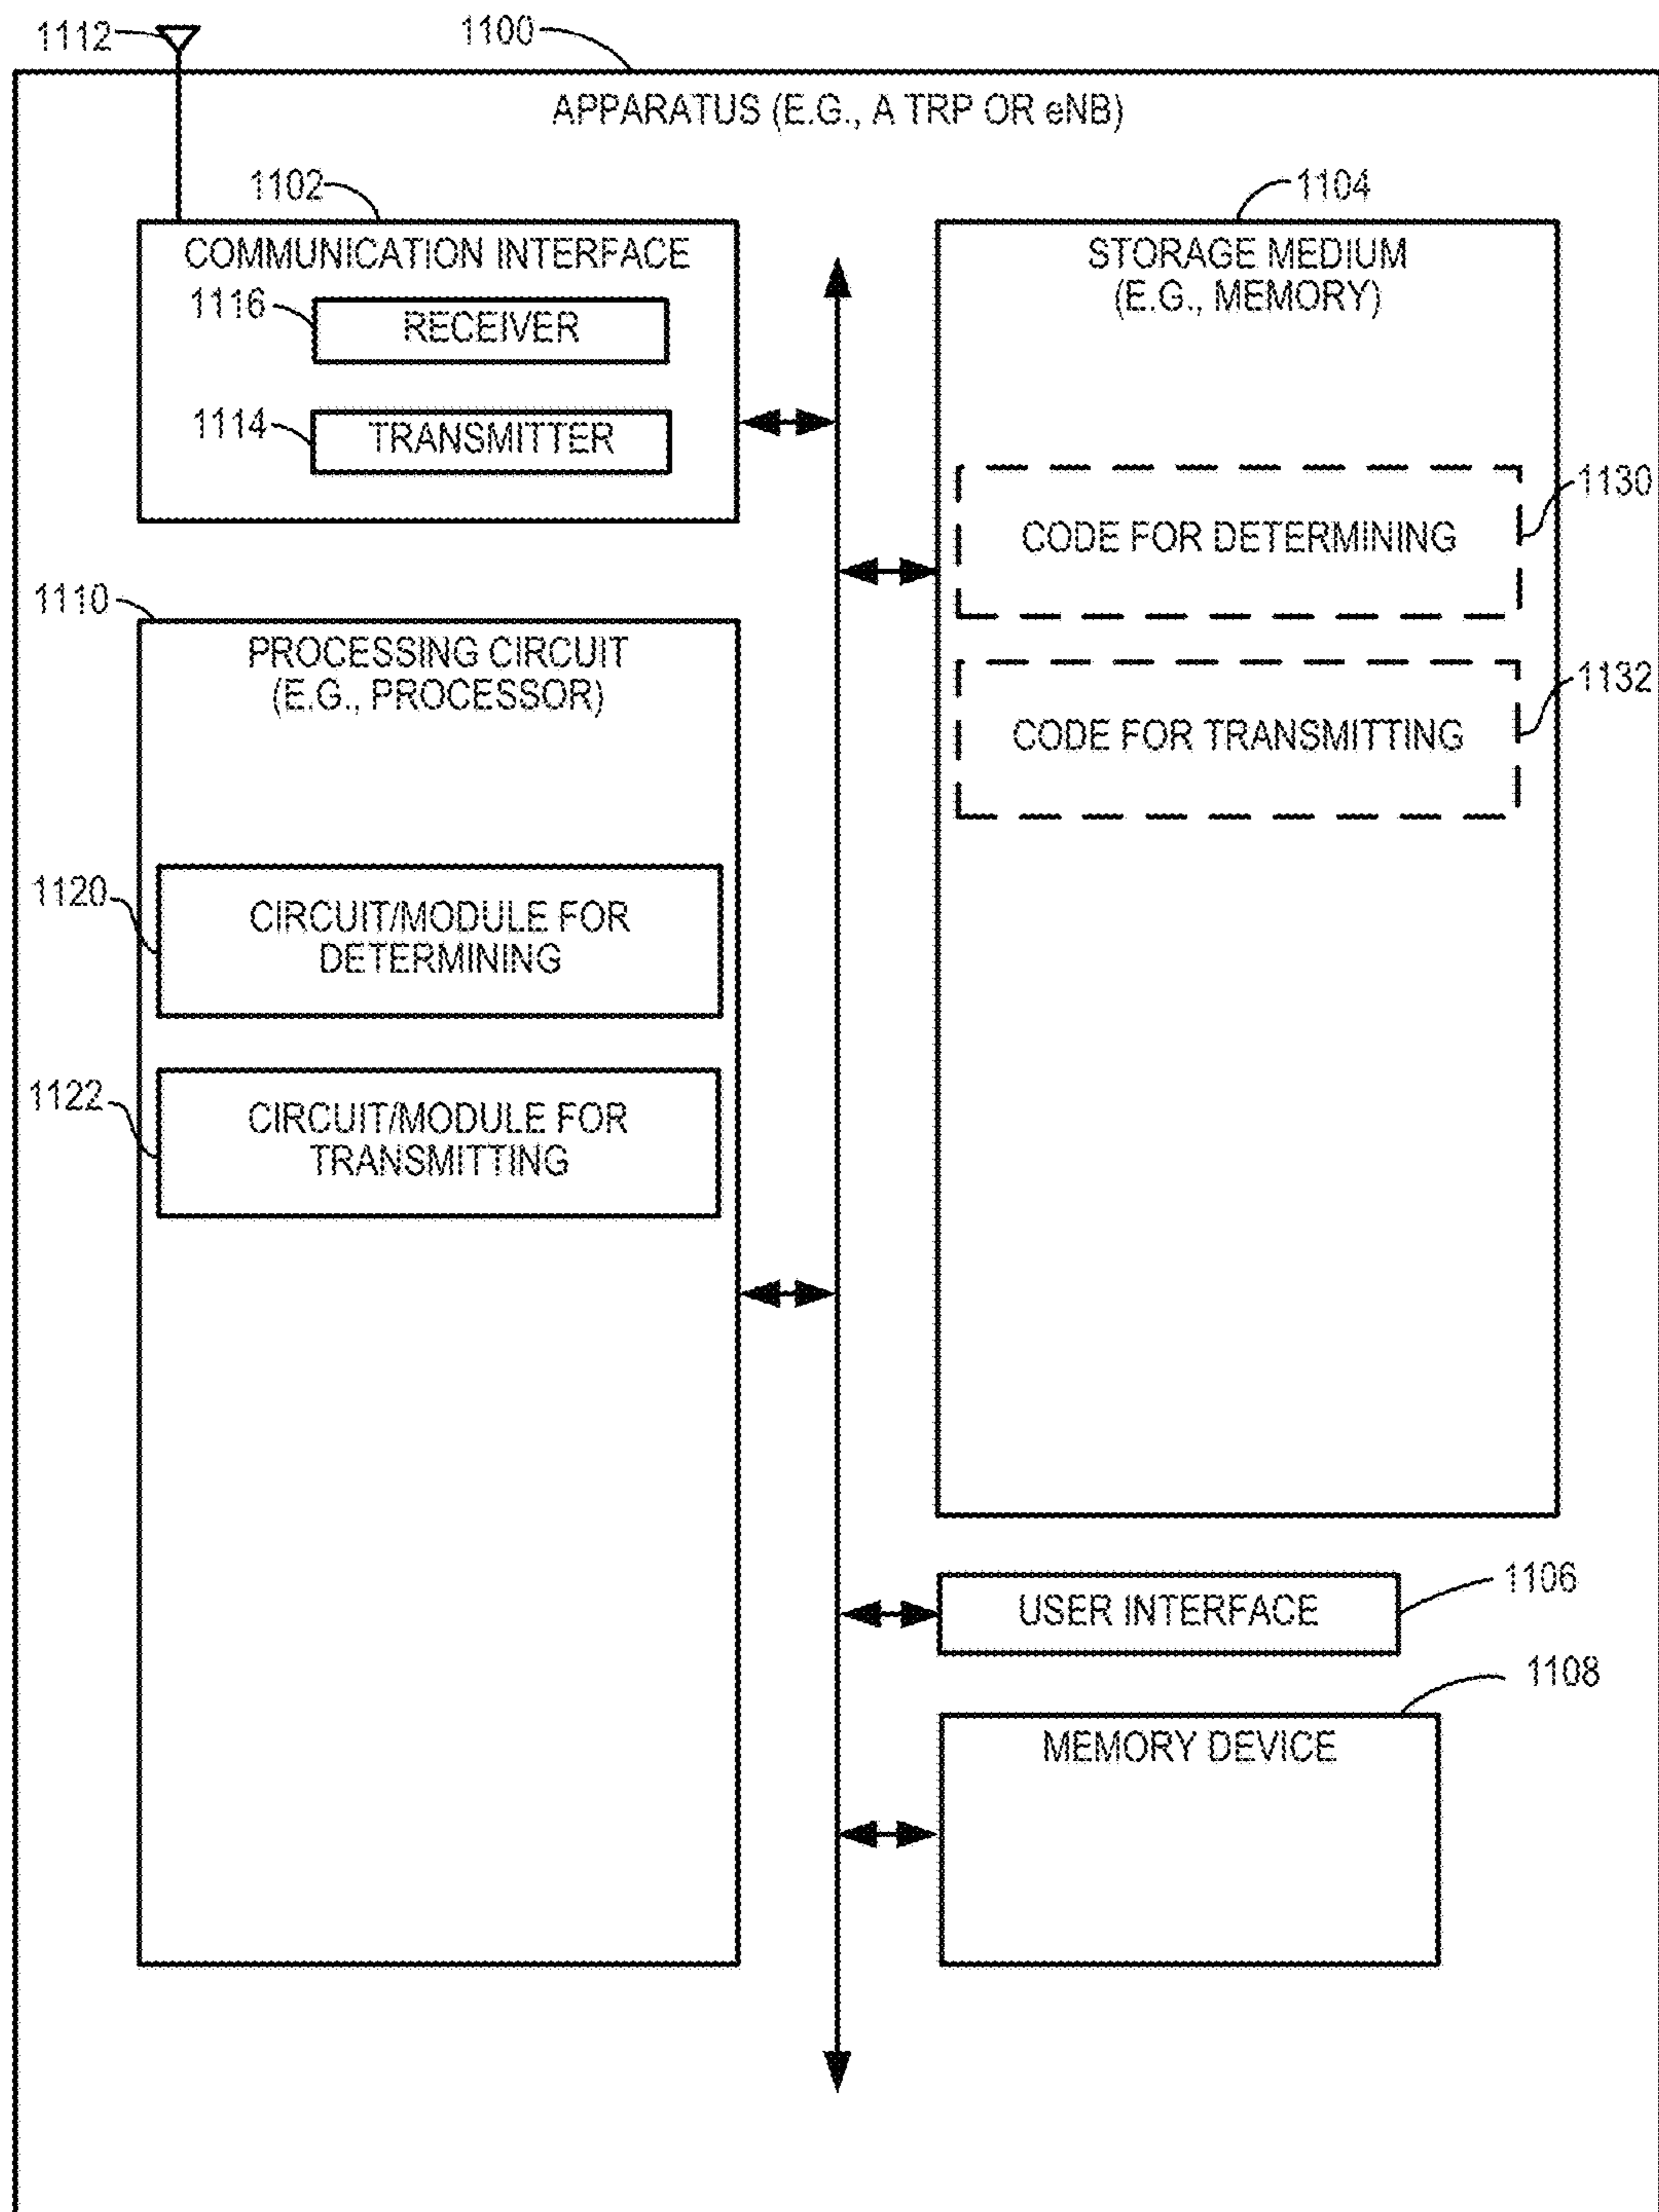 1112
1100
APPARATUS (E.G., A TRP OR eNB)
1102
COMMUNICATION INTERFACE
1116
RECEIVER
1114
TRANSMITTER
1104
STORAGE MEDIUM
(E.G., MEMORY)
1130
CODE FOR DETERMINING
1132
CODE FOR TRANSMITTING
1110
PROCESSING CIRCUIT
(E.G., PROCESSOR)
1120
CIRCUIT/MODULE FOR
DETERMINING
1122
CIRCUIT/MODULE FOR
TRANSMITTING
1106
USER INTERFACE
1108
MEMORY DEVICE